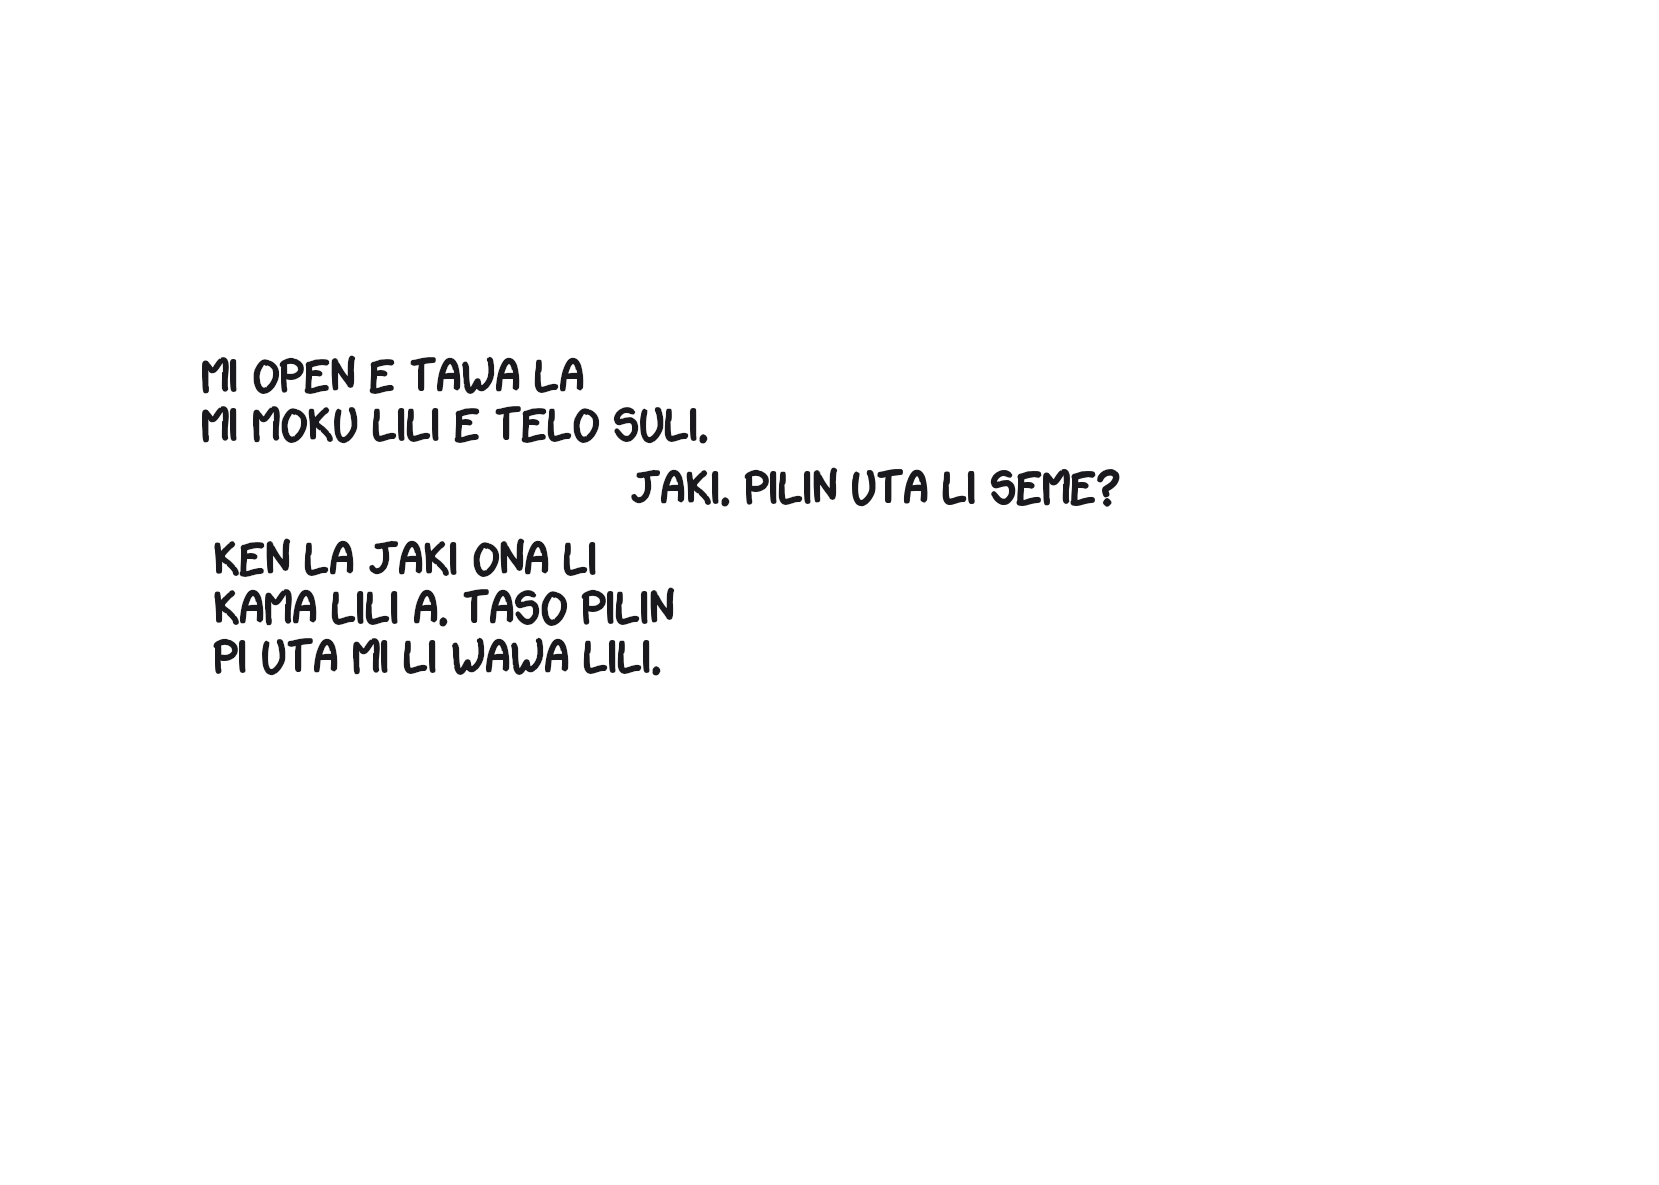 MI OPEN E TAWA LA
MI MOKU LILI E TELO SULI.
JAKI. PILIN UTA LI SEME?
KEN LA JAKI ONA LI
KAMA LILI A. TASO PILIN
PI UTA MI LI WAWA LILI.